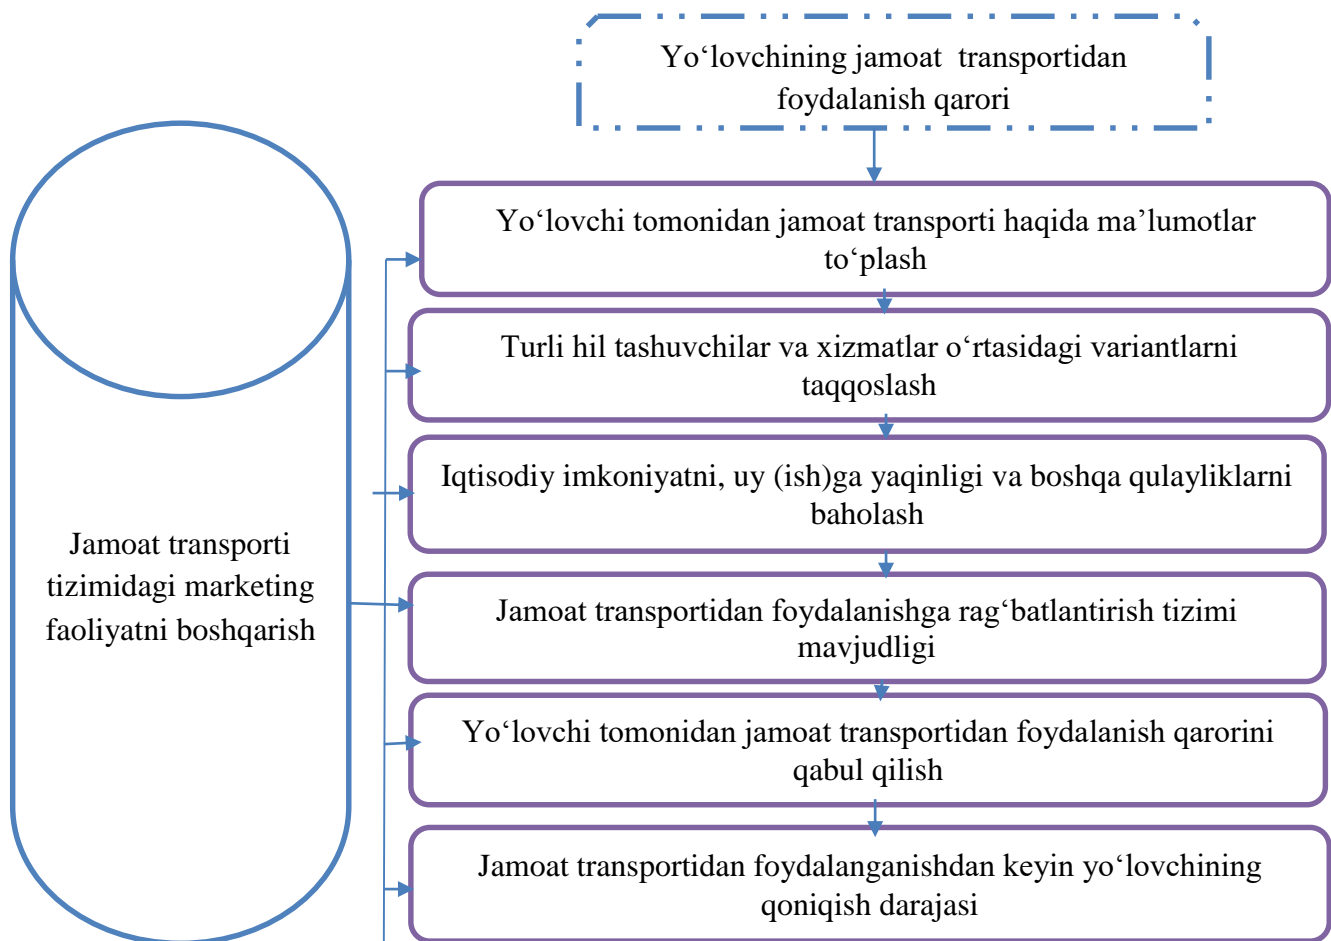 Yo‘lovchining jamoat transportidan
foydalanish qarori
Yo‘lovchi tomonidan jamoat transporti haqida ma’lumotlar
to‘plash
Turli hil tashuvchilar va xizmatlar o‘rtasidagi variantlarni
taqqoslash
Iqtisodiy imkoniyatni, uy (ish)ga yaqinligi va boshqa qulayliklarni
baholash
Jamoat transporti
tizimidagi marketing
faoliyatni boshqarish
Jamoat transportidan foydalanishga rag‘batlantirish tizimi
mavjudligi
Yo‘lovchi tomonidan jamoat transportidan foydalanish qarorini
qabul qilish
Jamoat transportidan foydalanganishdan keyin yo‘lovchining
qoniqish darajasi